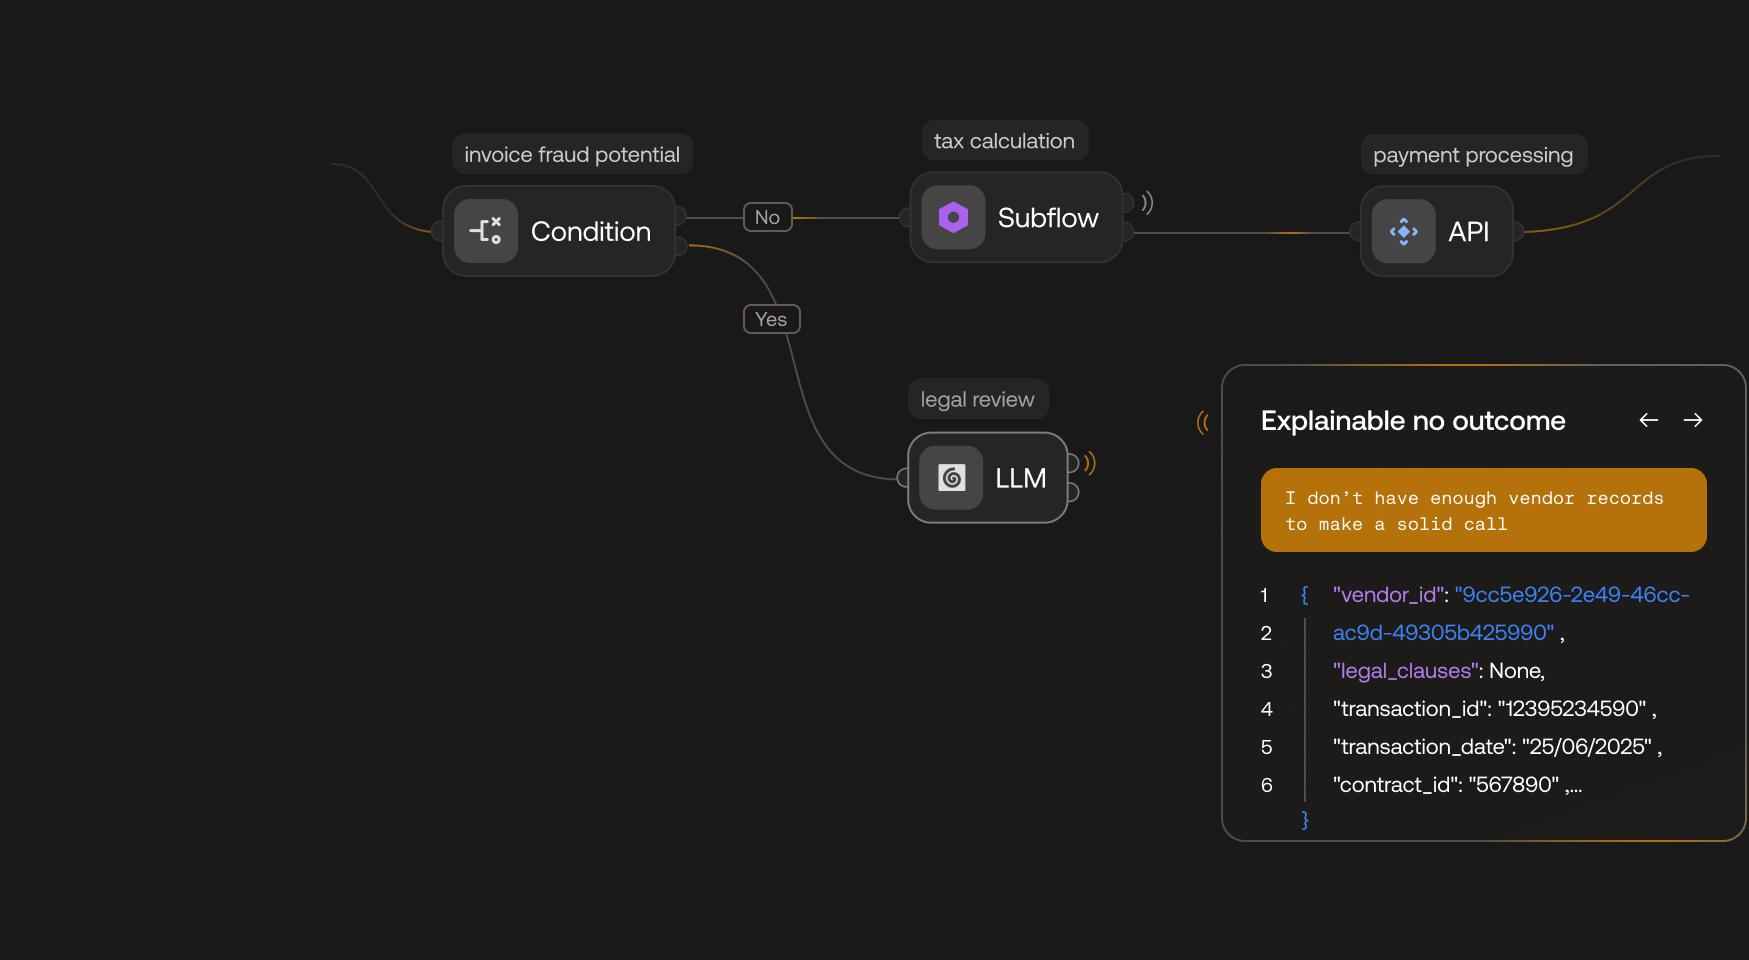 invoice fraud potential
Condition
No
Yes
tax calculation
Subflow
payment processing
API
legal review
LLM
Explainable no outcome
I don’t have enough vendor records
to make a solid call
1 { "vendor_id": "9cc5e926-2e49-46cc-
2 ac9d-49305b425990" ,
3 "legal_clauses": None,
4 "transaction_id": "12395234590" ,
5 "transaction_date": "25/06/2025" ,
6 "contract_id": "567890" ,...
}